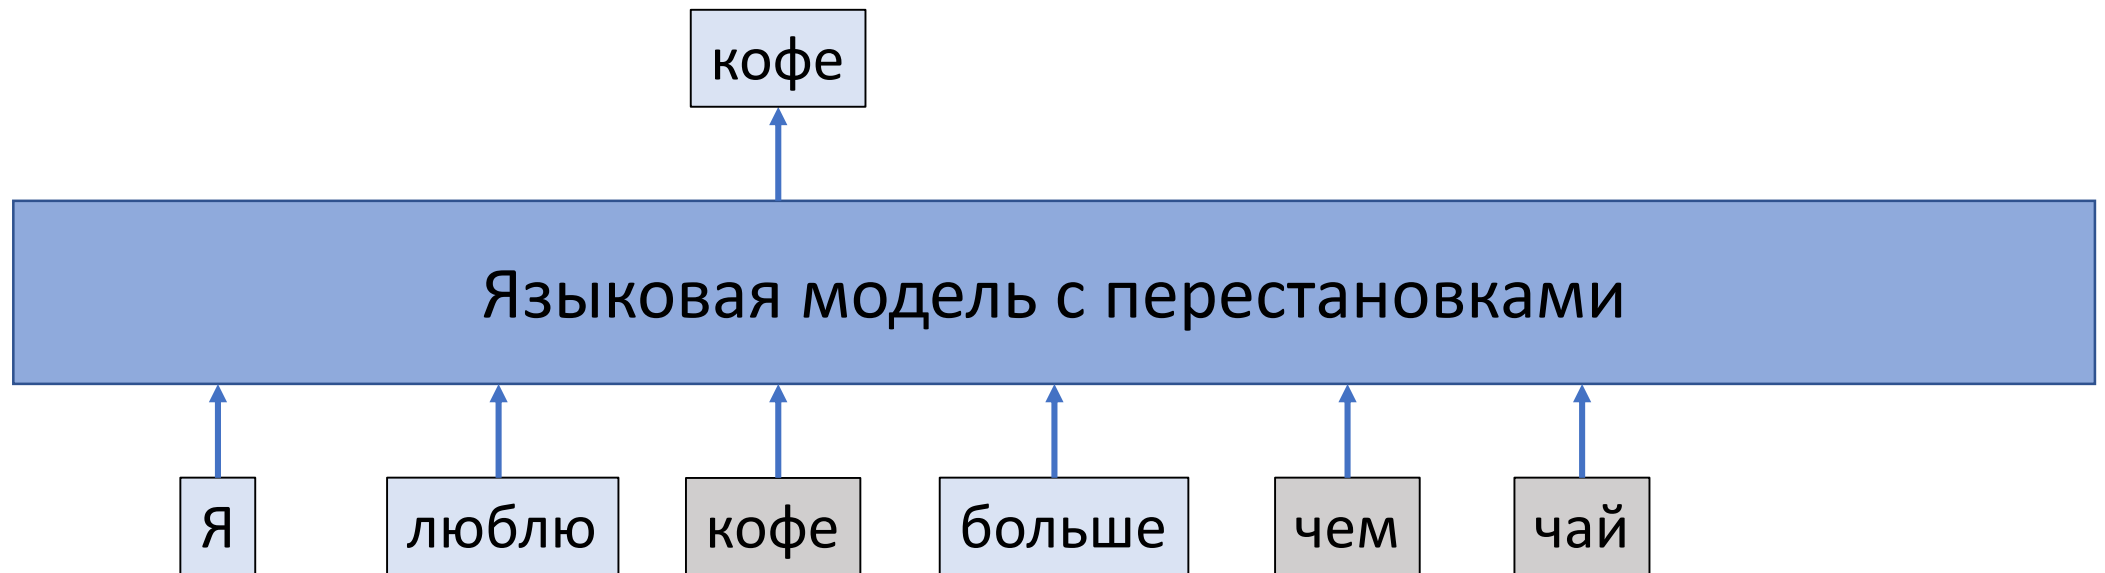 кофе
Языковая модель с перестановками
Я люблю кофе больше чем чай